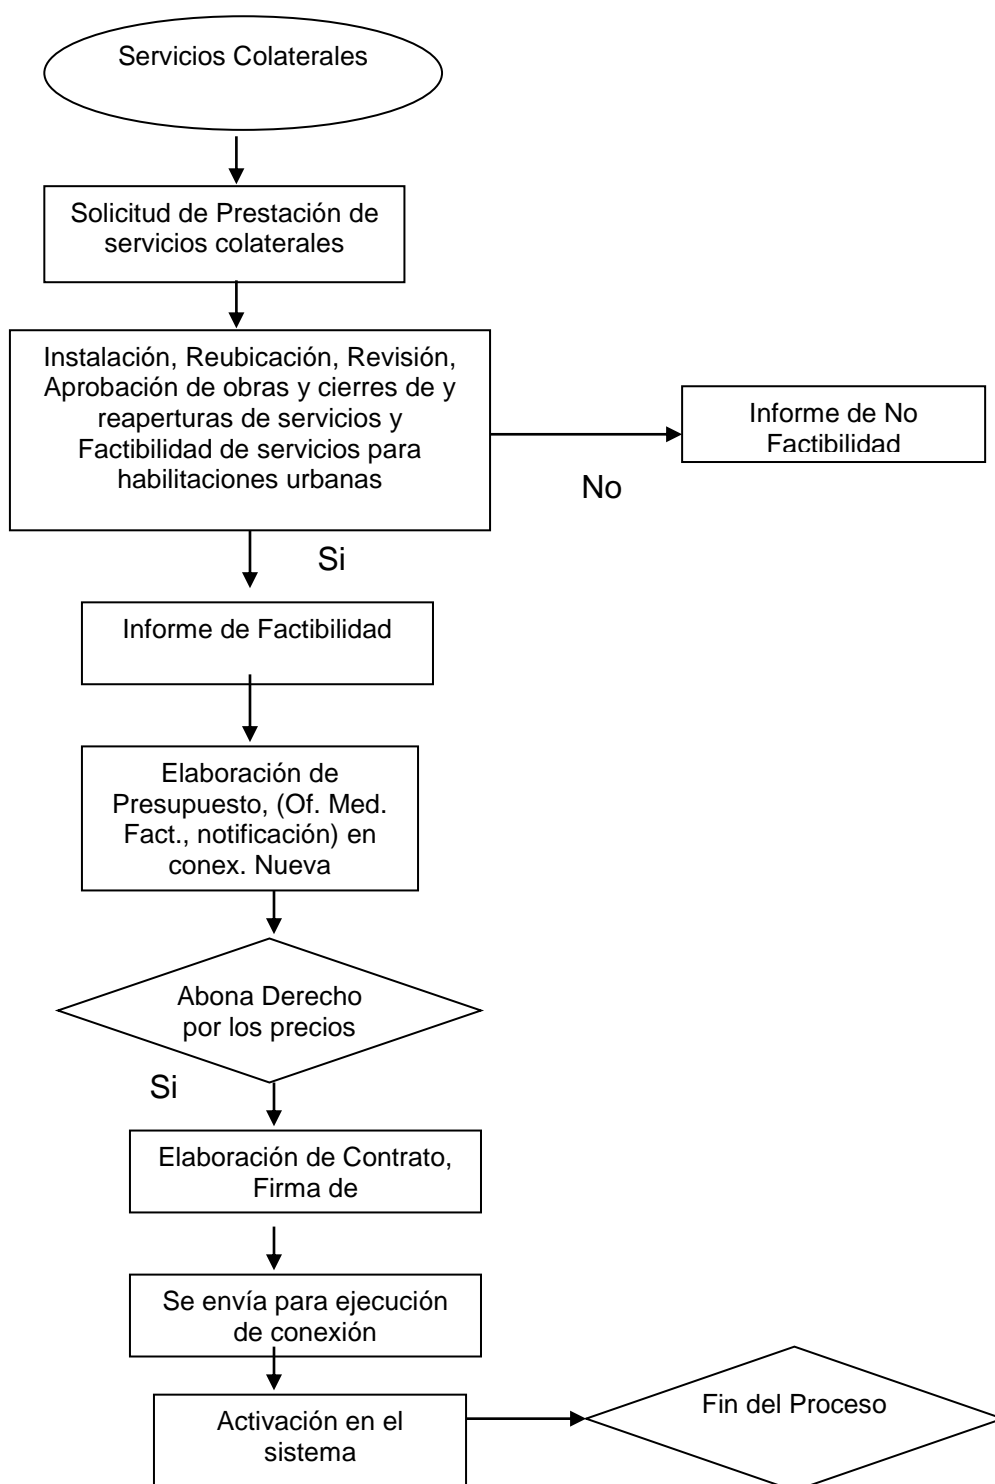 Servicios Colaterales
Solicitud de Prestación de
servicios colaterales
Instalación, Reubicación, Revisión,
Aprobación de obras y cierres de y
reaperturas de servicios y
Factibilidad de servicios para
habilitaciones urbanas
Informe de No
Factibilidad
No
Si
Informe de Factibilidad
Elaboración de
Presupuesto, (Of. Med.
Fact., notificación) en
conex. Nueva
Abona Derecho
por los precios
Si
Elaboración de Contrato,
Firma de
Se envía para ejecución
de conexión
Activación en el
sistema
Fin del Proceso